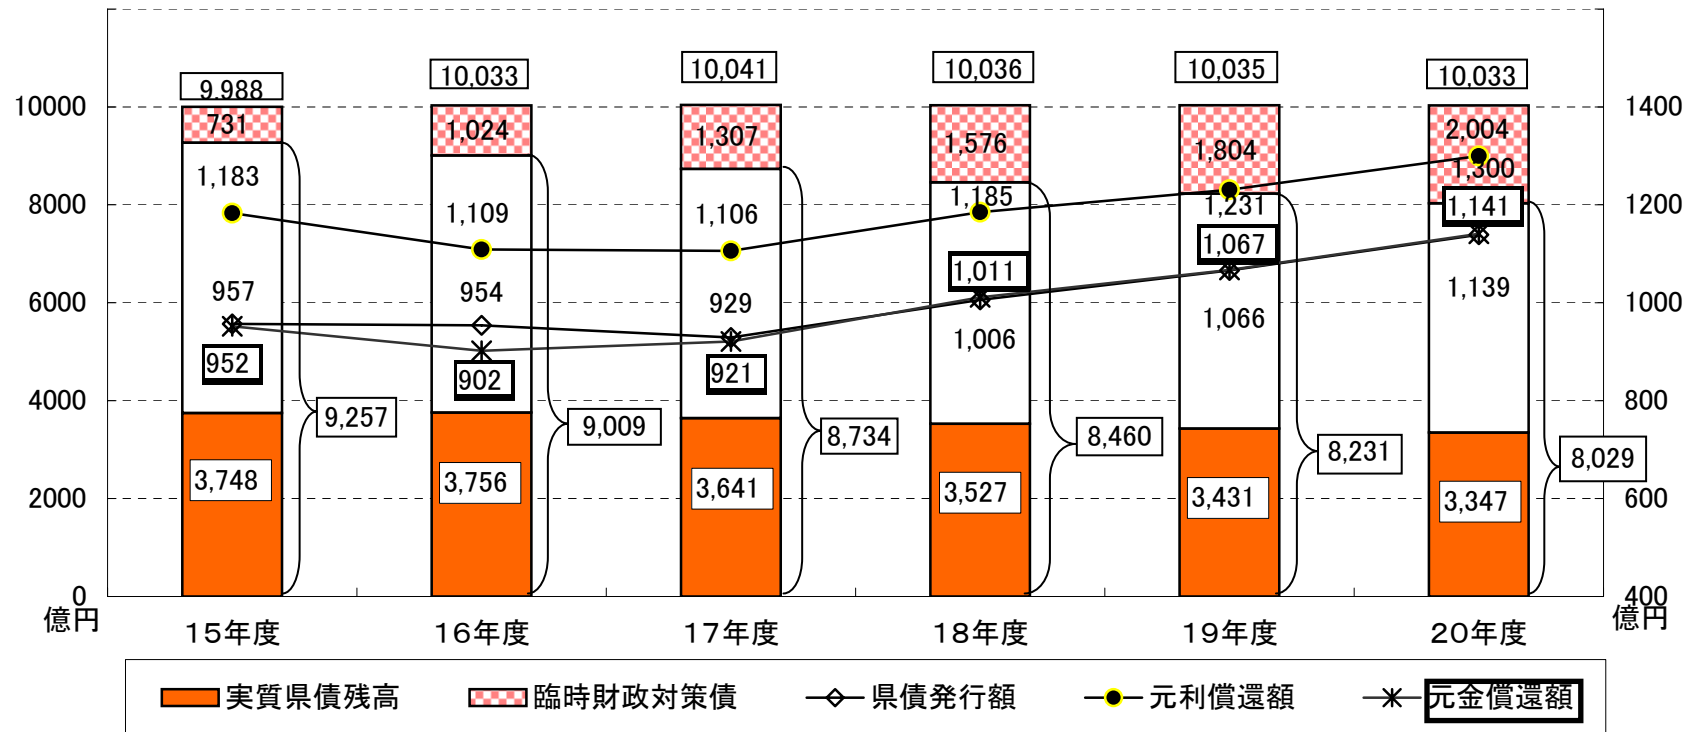 9,988 10,033 10,041 10,036 10,035 10,033
10000 1400
731 1,024 1,307 1,576 1,804 2,004
1,183 1,109 1,106 1,185 1,231 1,300
8000 1200
957 954 929 1,011 1,067 1,141
6000 1000
952 902 921 1,006 1,066 1,139
4000 800
9,257 9,009 8,734 8,460 8,231 8,029
3,748 3,756 3,641 3,527 3,431 3,347
2000 600
0 400
億円 億円
15年度 16年度 17年度 18年度 19年度 20年度
実質県債残高 臨時財政対策債 県債発行額 元利償還額 元金償還額